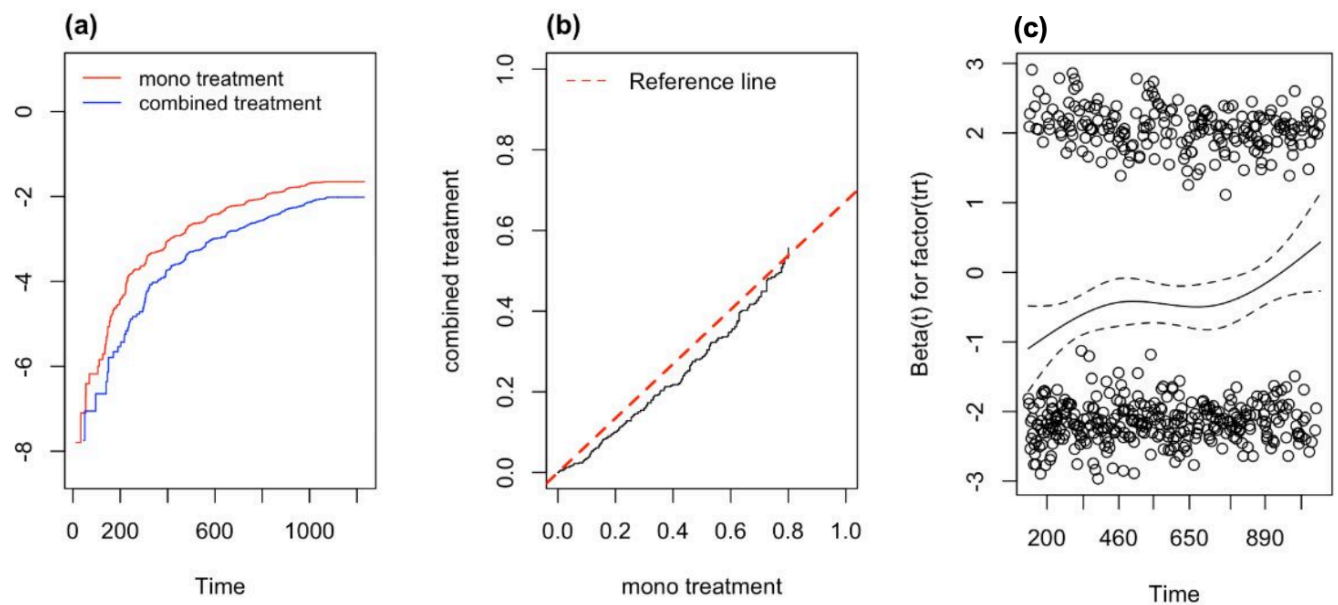 (a)
mono treatment
combined treatment
0
-2
-4
-6
-8
0 200 600 1000
Time
(b)
Reference line
combined treatment
1.0
0.8
0.6
0.4
0.2
0.0
0.0 0.2 0.4 0.6 0.8 1.0
mono treatment
(c)
Beta(t) for factor(trt)
3
2
1
0
-1
-2
-3
200 460 650 890
Time